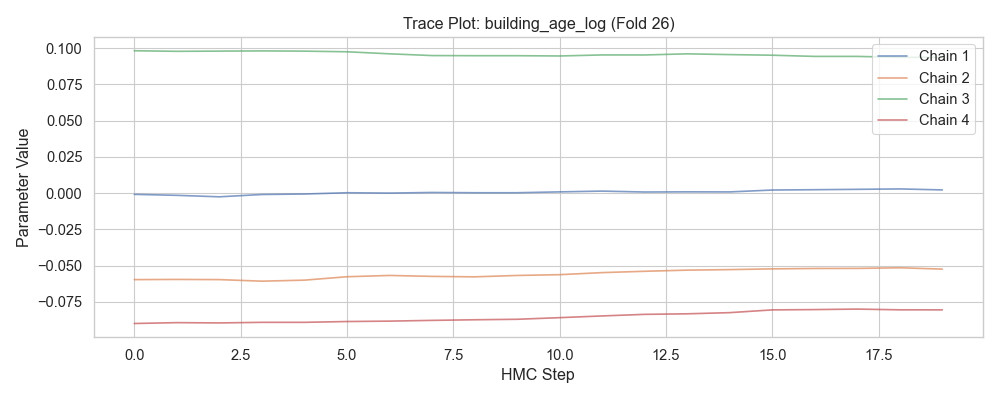 Trace Plot: building_age_log (Fold 26)
Parameter Value
0.100
0.075
0.050
0.025
0.000
−0.025
−0.050
−0.075
Chain 1
Chain 2
Chain 3
Chain 4
0.0 2.5 5.0 7.5 10.0 12.5 15.0 17.5
HMC Step